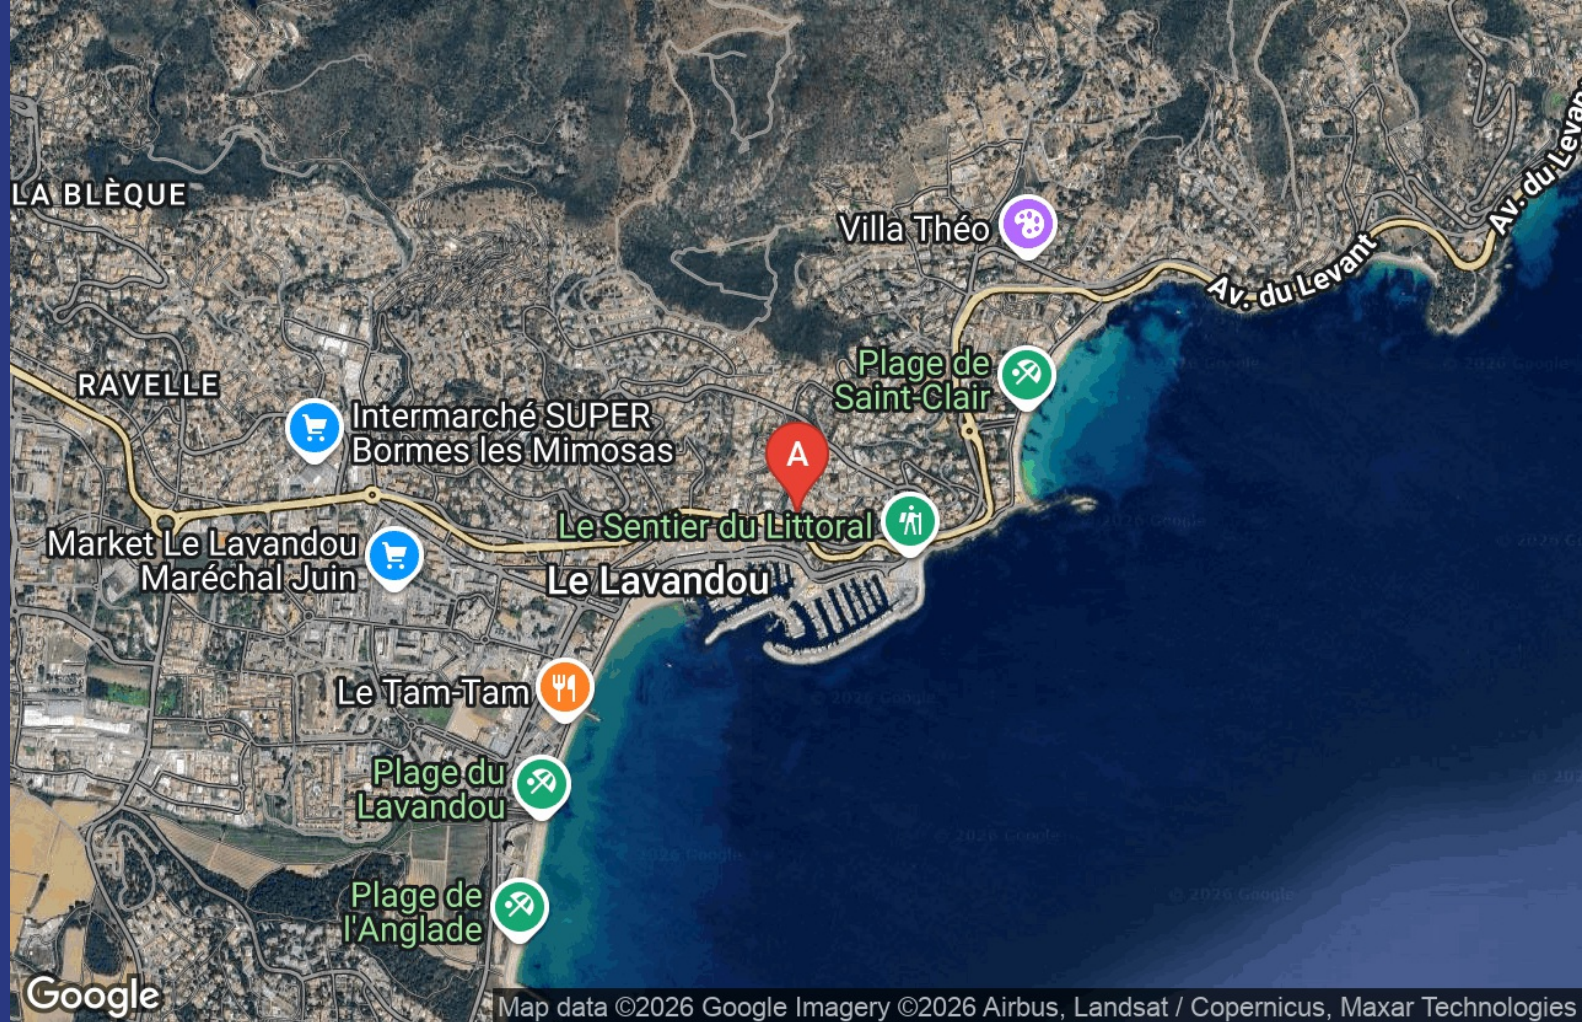 LA BLÈQUE
Villa Théo
Av. du Levant
Av. du Levant
Plage de
Saint-Clair
RAVELLE
Intermarché SUPER
Bormes les Mimosas
A
Le Sentier du Littoral
Market Le Lavandou
Maréchal Juin
Le Lavandou
Le Tam-Tam
Plage du
Lavandou
Plage de
l'Anglade
Google
Map data ©2026 Google Imagery ©2026 Airbus, Landsat / Copernicus, Maxar Technologies